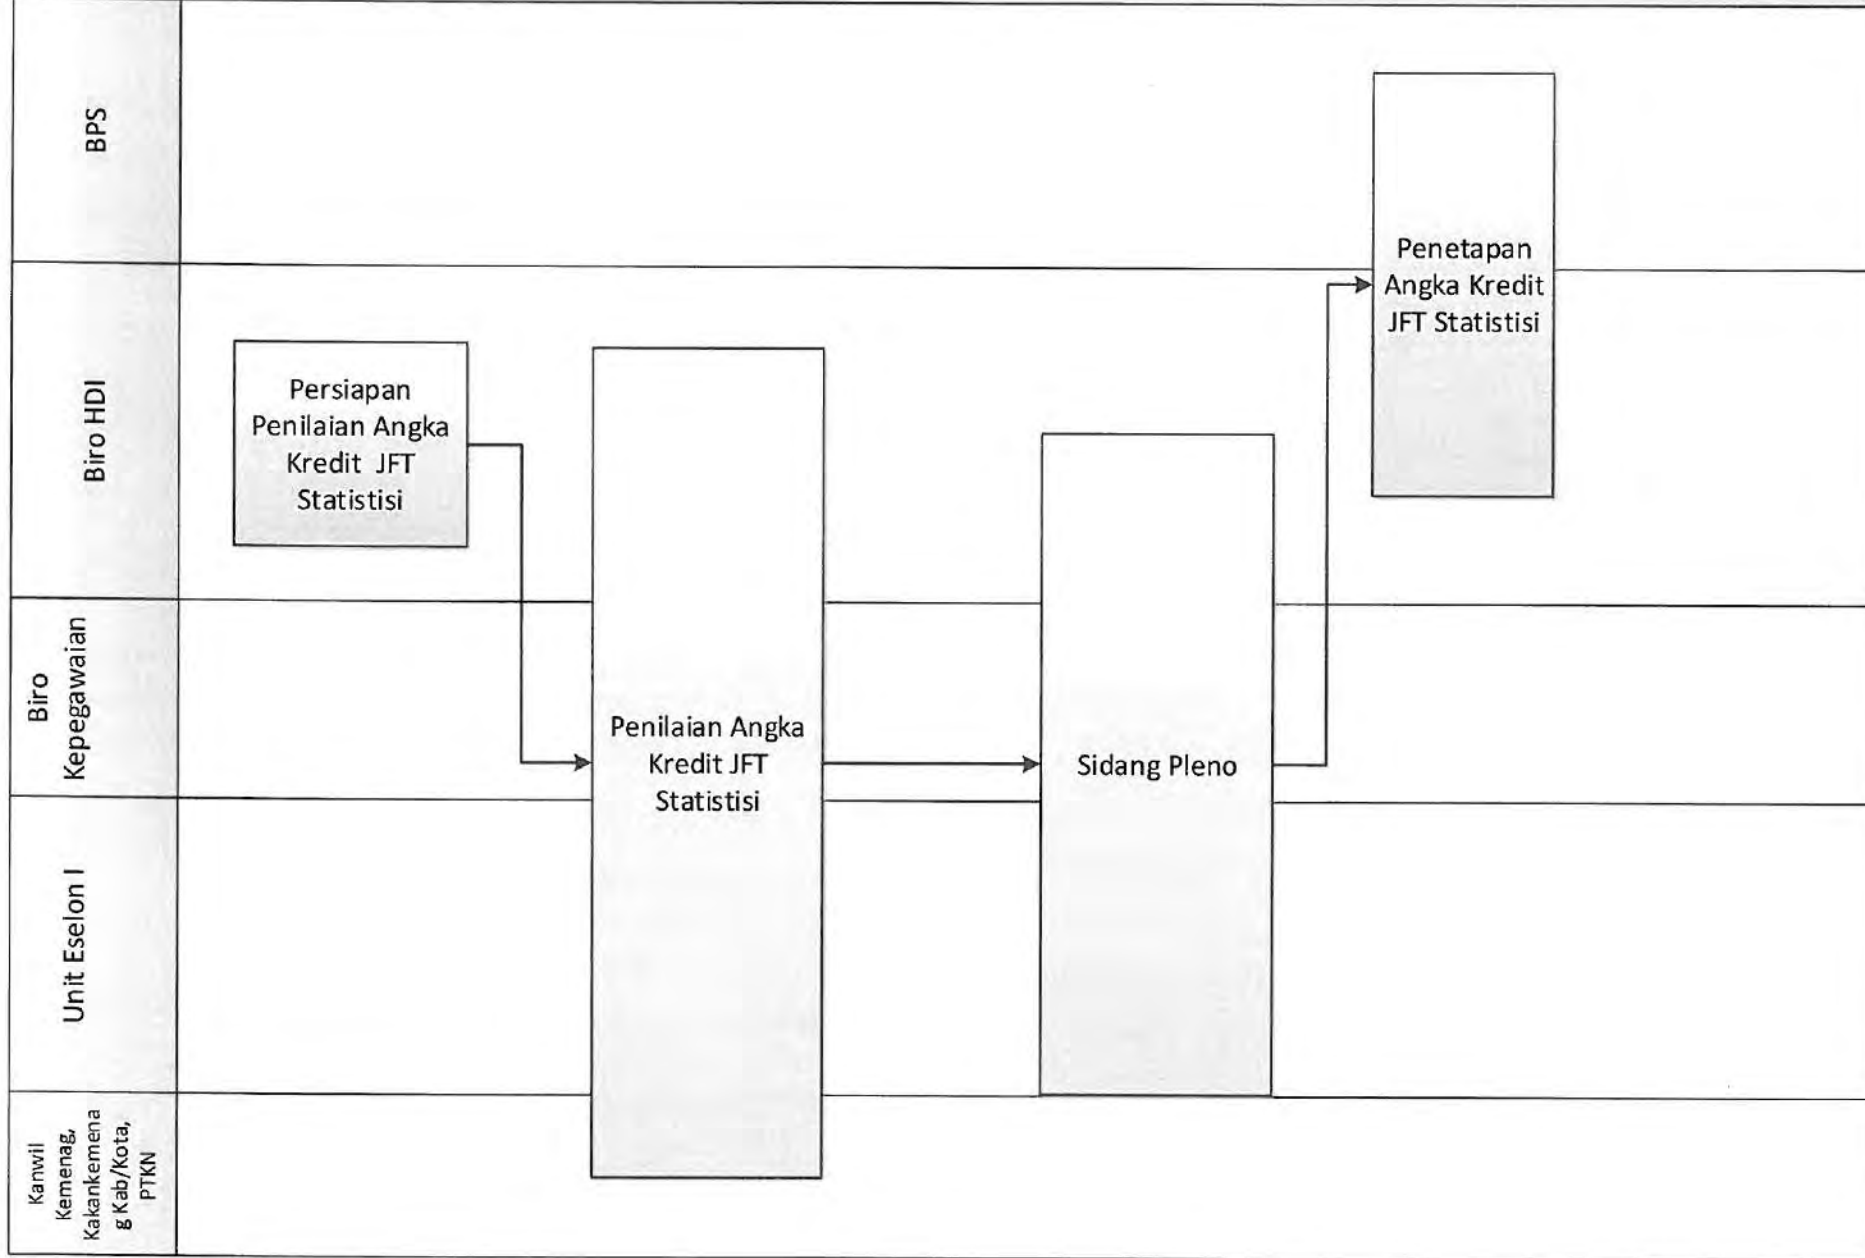 BPS
Biro HDI
Biro
Kepegawaian
Unit Eselon I
Kanwil
Kemenag,
Kakankemena
g Kab/Kota,
PTKN
Persiapan
Penilaian Angka
Kredit JFT
Statistisi
Penilaian Angka
Kredit JFT
Statistisi
Sidang Pleno
Penetapan
Angka Kredit
JFT Statistisi